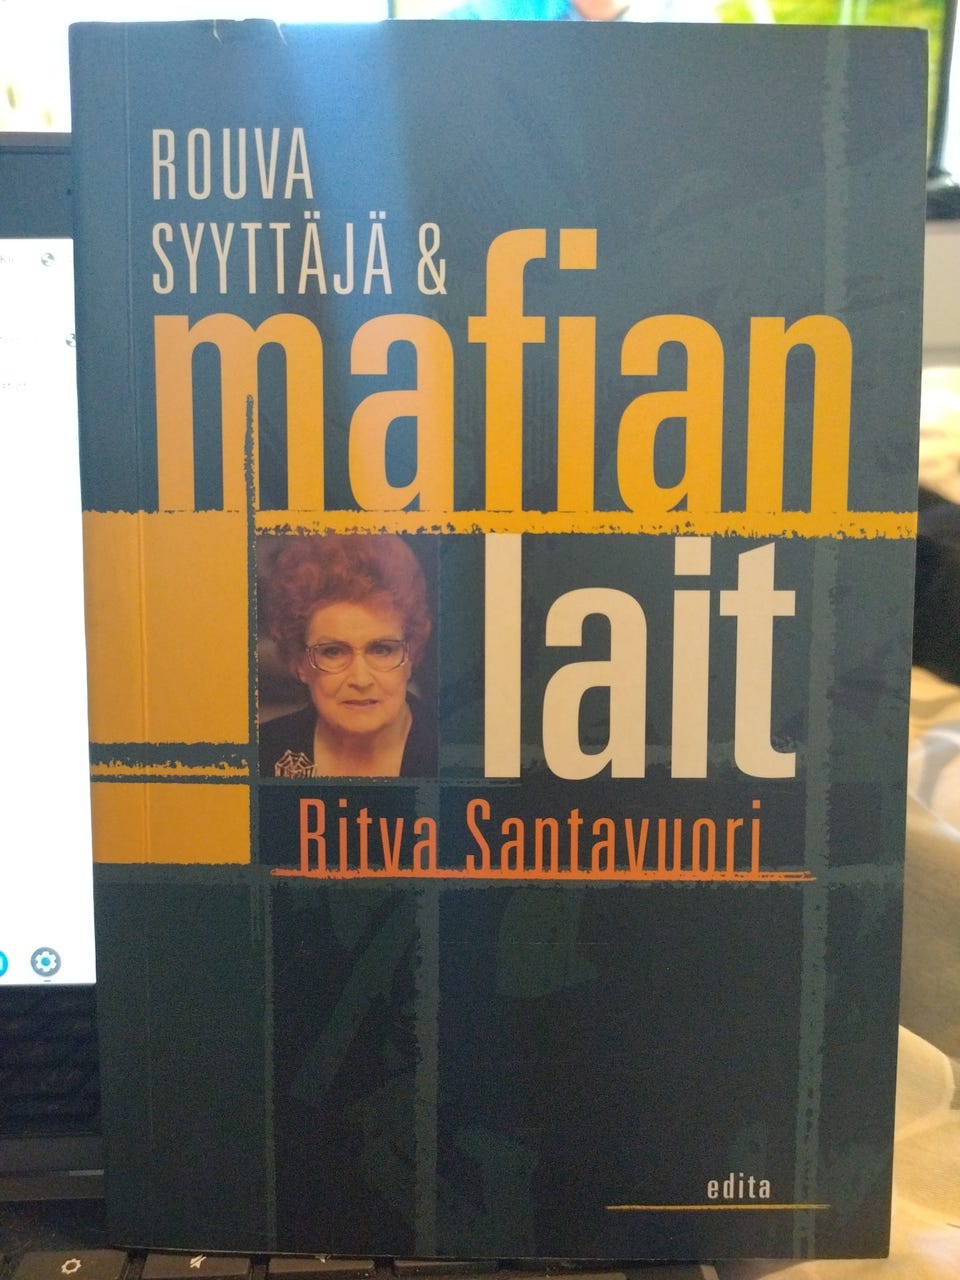 ROUVA
SYYTTÄJÄ &
mafian
lait
Ritva Santavuori
edita